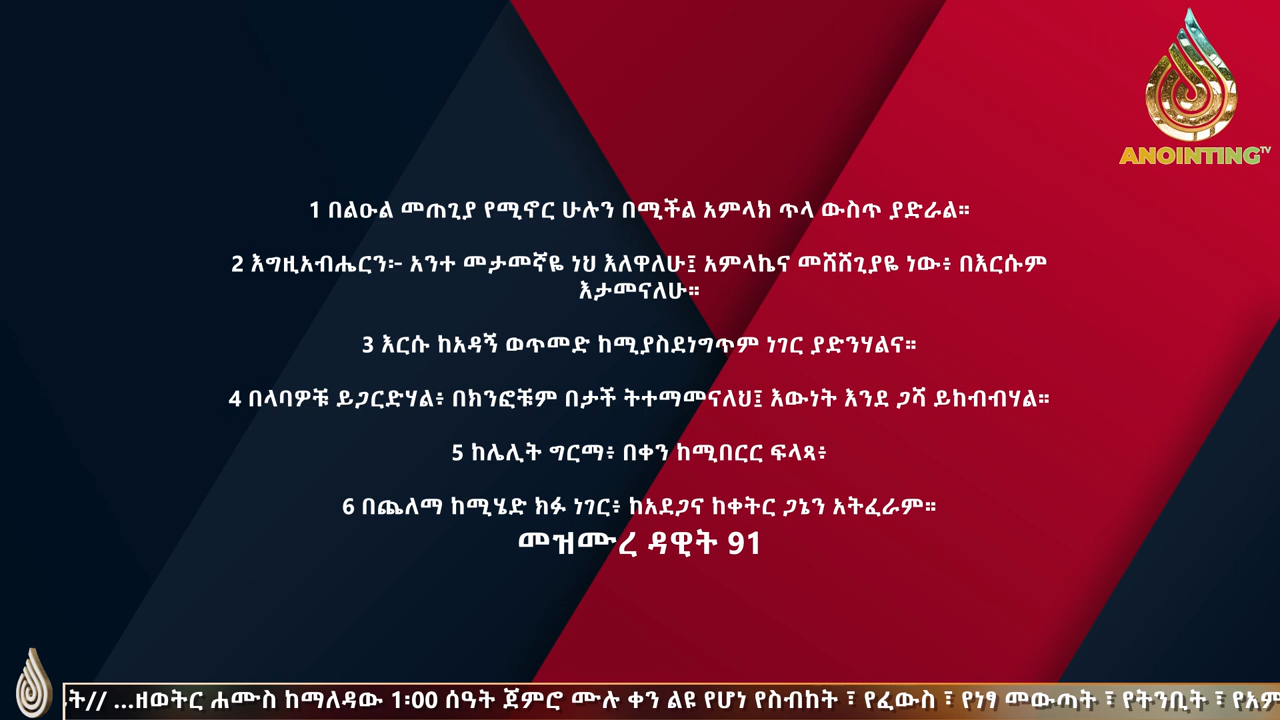 ANOINTING TV
1 በልዑል መጠጊያ የሚኖር ሁሉን በሚችል አምላክ ጥላ ውስጥ ያድራል።
2 እግዚአብሔርን፦ አንተ መታመኛዬ ነህ እለዋለሁ፤ አምላኬና መሸሸጊያዬ ነው፥ በእርሱም
እታመናለሁ።
3 እርሱ ከአዳኝ ወጥመድ ከሚያስደነግጥም ነገር ያድንሃልና።
4 በላባዎቹ ይጋርድሃል፥ በክንፎቹም በታች ትተማመናለህ፤ እውነት እንደ ጋሻ ይከብብሃል።
5 ከሌሊት ግርማ፥ በቀን ከሚበርር ፍላጻ፥
6 በጨለማ ከሚሄድ ክፉ ነገር፥ ከአደጋና ከቀትር ጋኔን አትፈራም።
መዝሙረ ዳዊት 91
ት// ...ዘወትር ሐሙስ ከማለዳው 1፡00 ሰዓት ጀምሮ ሙሉ ቀን ልዩ የሆነ የስብከት ፣ የፈውስ ፣ የነፃ መውጣት ፣ የትንቢት ፣ የአም